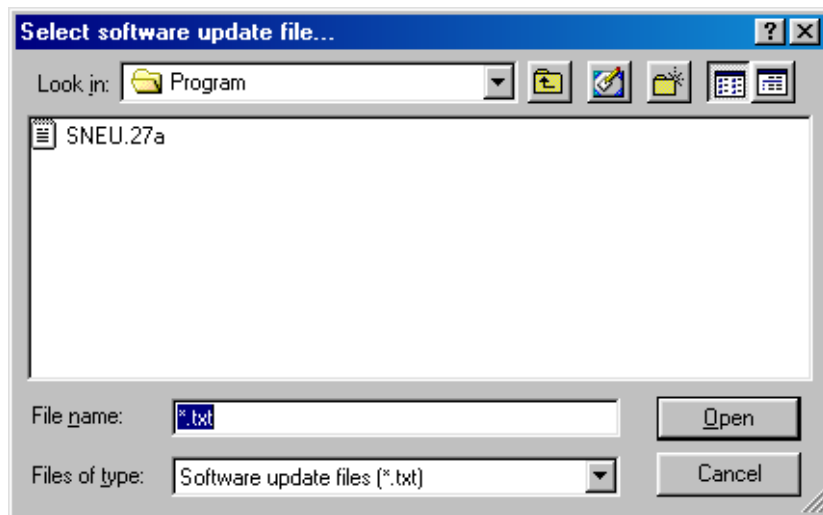 Select software update file...
Look in: Program
SNEU.27a
File name: *.txt Open
Files of type: Software update files (*.txt) Cancel